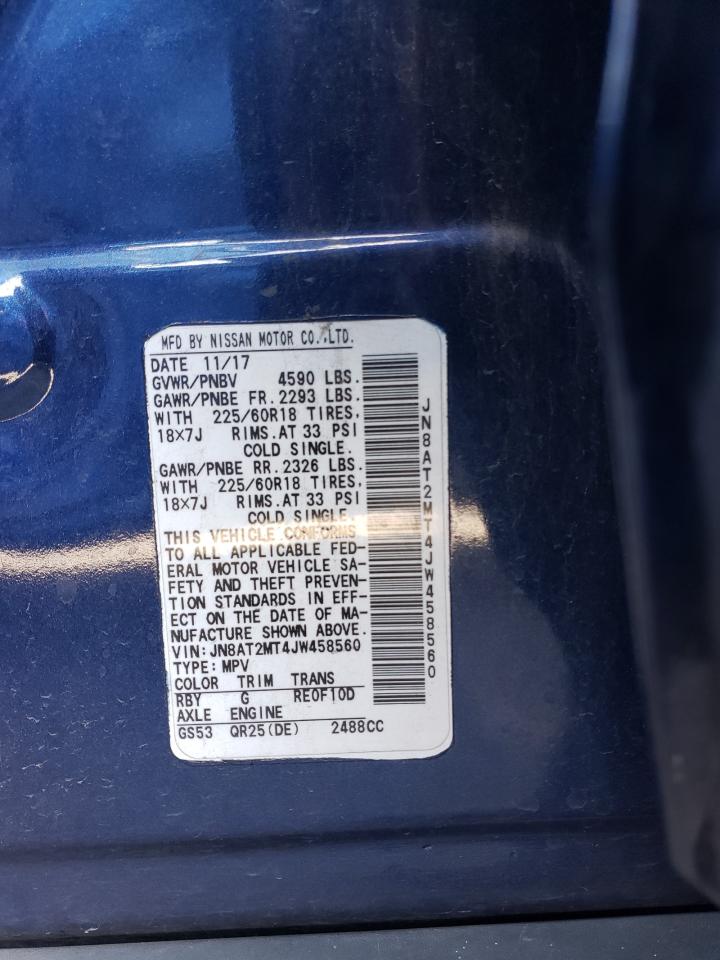 MFD BY NISSAN MOTOR CO.,LTD.
DATE 11/17
GVWR/PNBV 4590 LBS.
GAWR/PNBE FR. 2293 LBS.
WITH 225/60R18 TIRES,
18X7J RIMS.AT 33 PSI
COLD SINGLE.
GAWR/PNBE RR. 2326 LBS.
WITH 225/60R18 TIRES,
18X7J RIMS.AT 33 PSI
COLD SINGLE.
THIS VEHICLE CONFORMS
TO ALL APPLICABLE FED-
ERAL MOTOR VEHICLE SA-
FETY AND THEFT PREVEN-
TION STANDARDS IN EFF-
ECT ON THE DATE OF MA-
NUFACTURE SHOWN ABOVE.
VIN:JN8AT2MT4JW458560
TYPE:MPV
COLOR TRIM TRANS
RBY G RE0F10D
AXLE ENGINE
GS53 QR25(DE) 2488CC
JN8AT2MT4JW458560